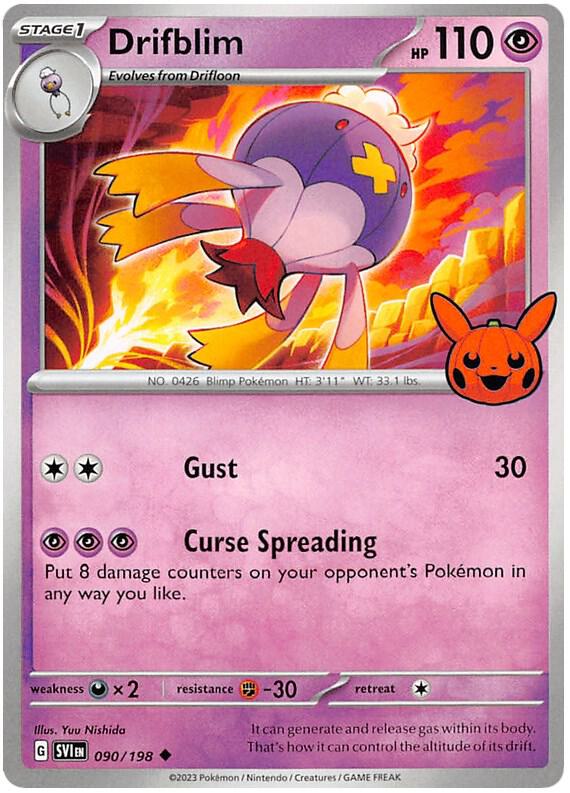 STAGE1
Drifblim
HP 110
Evolves from Drifloon
NO. 0426 Blimp Pokémon HT: 3'11" WT: 33.1 lbs.
Gust 30
Curse Spreading
Put 8 damage counters on your opponent's Pokémon in
any way you like.
weakness ×2 resistance -30 retreat
Illus. Yuu Nishida
It can generate and release gas within its body.
That's how it can control the altitude of its drift.
G SVI EN 090/198
©2023 Pokémon / Nintendo / Creatures / GAME FREAK